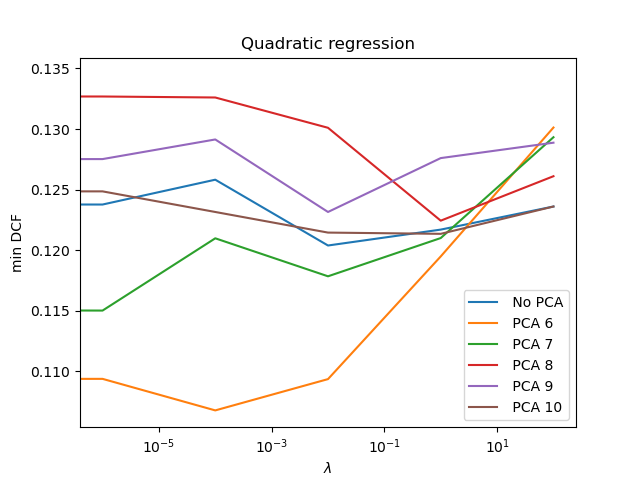 Quadratic regression
0.135
0.130
0.125
0.120
0.115
0.110
min DCF
10⁻⁵
10⁻³
10⁻¹
10¹
λ
No PCA
PCA 6
PCA 7
PCA 8
PCA 9
PCA 10